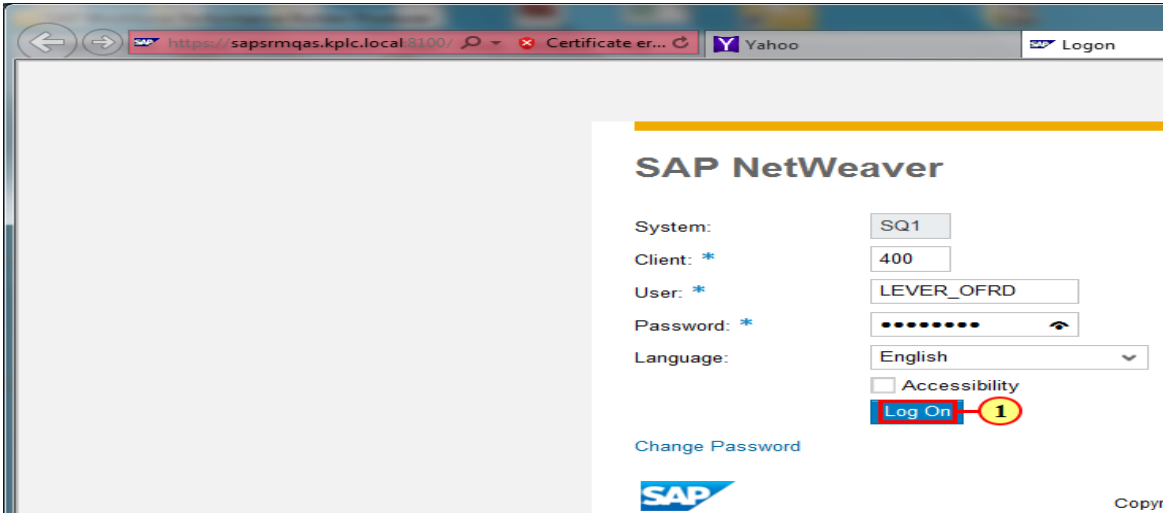 https://sapsrmqas.kplc.local:8100/ Certificate er... Yahoo Logon
SAP NetWeaver
System: SQ1
Client: * 400
User: * LEVER_OFRD
Password: * ••••••••
Language: English
Accessibility
Log On 1
Change Password
SAP
Copyr